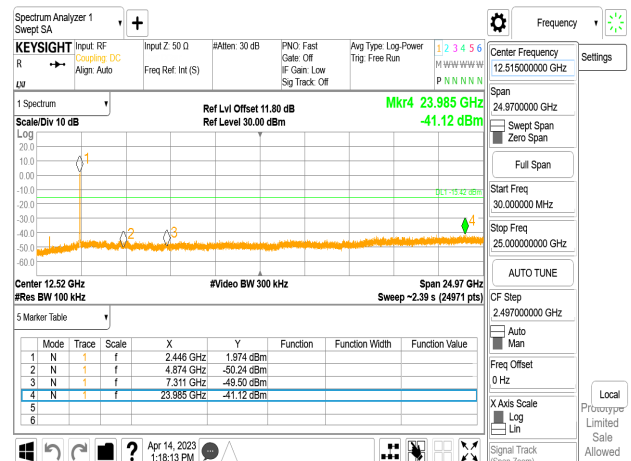 Spectrum Analyzer 1
Swept SA
Frequency
KEYSIGHT
R
LXI
Input: RF
Coupling: DC
Align: Auto
Input Z: 50 Ω
Freq Ref: Int (S)
#Atten: 30 dB
PNO: Fast
Gate: Off
IF Gain: Low
Sig Track: Off
Avg Type: Log-Power
Trig: Free Run
1 2 3 4 5 6
M W W W W W
P N N N N N
1 Spectrum
Scale/Div 10 dB
Ref Lvl Offset 11.80 dB
Ref Level 30.00 dBm
Mkr4 23.985 GHz
-41.12 dBm
Log
20.0
10.0
0.00
-10.0
-20.0
-30.0
-40.0
-50.0
-60.0
1
2
3
4
DL1 -15.42 dBm
Center 12.52 GHz
#Res BW 100 kHz
#Video BW 300 kHz
Span 24.97 GHz
Sweep ~2.39 s (24971 pts)
5 Marker Table
Mode Trace Scale X Y Function Function Width Function Value
1 N 1 f 2.446 GHz 1.974 dBm
2 N 1 f 4.874 GHz -50.24 dBm
3 N 1 f 7.311 GHz -49.50 dBm
4 N 1 f 23.985 GHz -41.12 dBm
5
6
Apr 14, 2023
1:18:13 PM
Center Frequency
12.515000000 GHz
Span
24.9700000 GHz
Swept Span
Zero Span
Full Span
Start Freq
30.000000 MHz
Stop Freq
25.000000000 GHz
AUTO TUNE
CF Step
2.497000000 GHz
Auto
Man
Freq Offset
0 Hz
X Axis Scale
Log
Lin
Signal Track
(Span Zoom)
Settings
Local
Prototype
Limited
Sale
Allowed